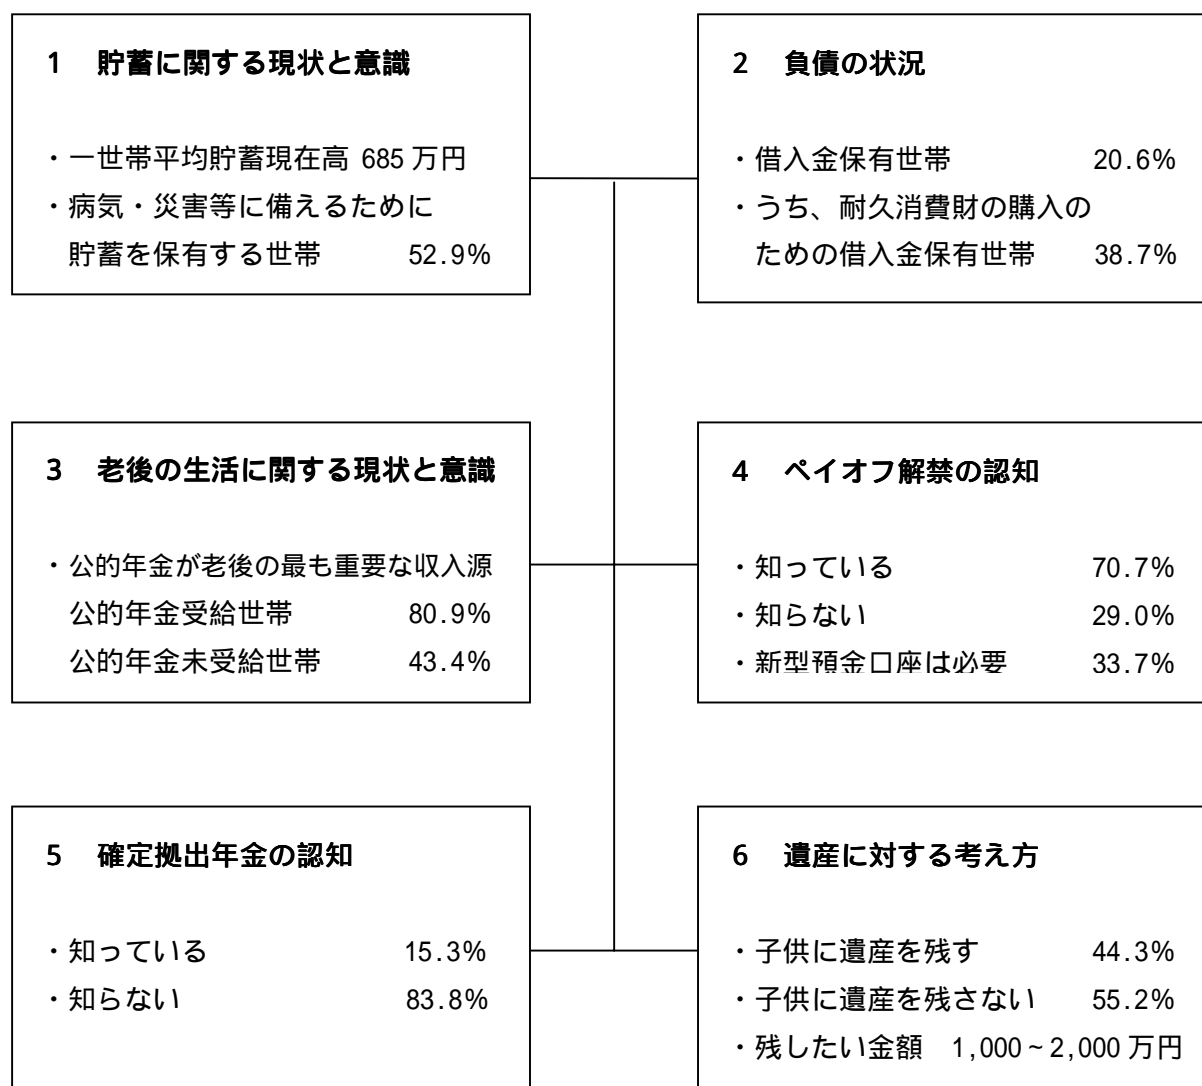 1 貯蓄に関する現状と意識
・一世帯平均貯蓄現在高 685 万円
・病気・災害等に備えるために
貯蓄を保有する世帯 52.9%
2 負債の状況
・借入金保有世帯 20.6%
・うち、耐久消費財の購入の
ための借入金保有世帯 38.7%
3 老後の生活に関する現状と意識
・公的年金が老後の最も重要な収入源
公的年金受給世帯 80.9%
公的年金未受給世帯 43.4%
4 ペイオフ解禁の認知
・知っている 70.7%
・知らない 29.0%
・新型預金口座は必要 33.7%
5 確定拠出年金の認知
・知っている 15.3%
・知らない 83.8%
6 遺産に対する考え方
・子供に遺産を残す 44.3%
・子供に遺産を残さない 55.2%
・残したい金額 1,000~2,000 万円